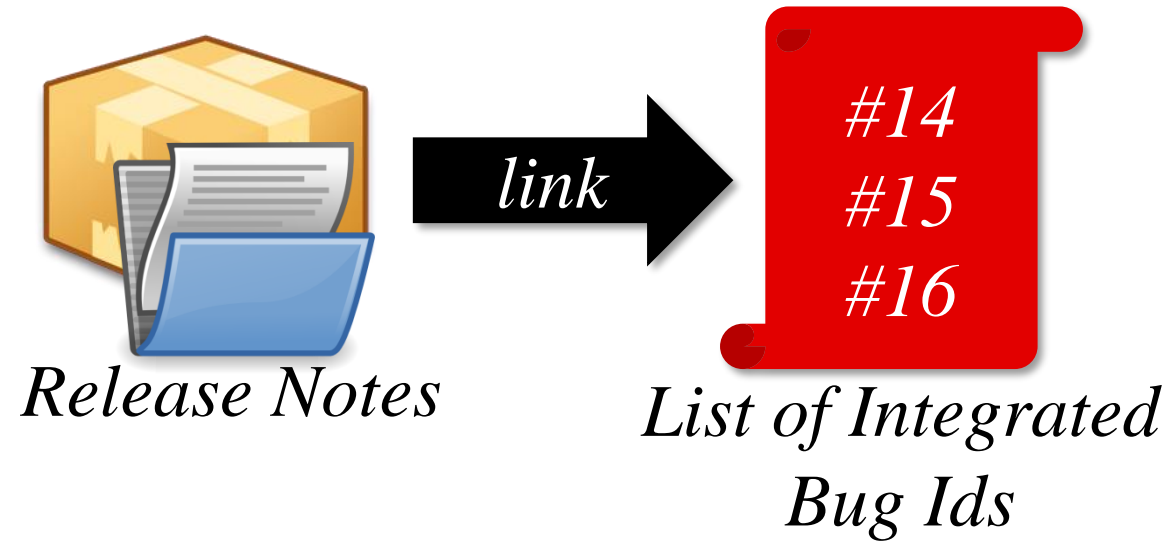 Release Notes
link
#14
#15
#16
List of Integrated
Bug Ids